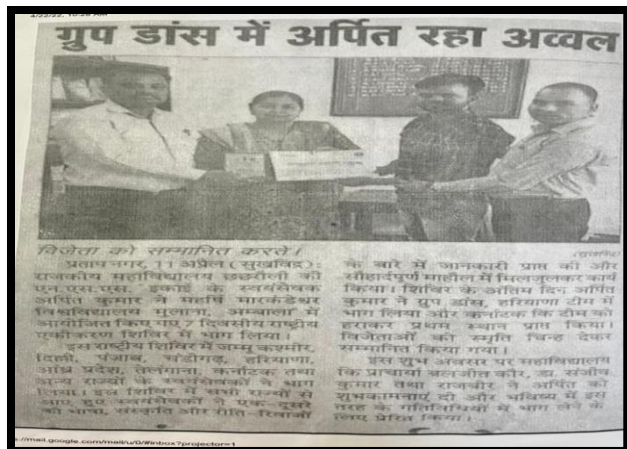 4/22/22, 10:26 AM
ग्रुप डांस में अर्पित रहा अव्वल
विजेता को सम्मानित करते।
(सुखविंद्र)
प्रताप नगर, 11 अप्रैल (सुखविंद्र):
राजकीय महाविद्यालय छछरौली की
एन.एस.एस. इकाई के स्वयंसेवक
अर्पित कुमार ने महर्षि मारकंडेश्वर
विश्वविद्यालय मुलाना, अम्बाला में
आयोजित किए गए 7 दिवसीय राष्ट्रीय
एकीकरण शिविर में भाग लिया।
इस राष्ट्रीय शिविर में जम्मू कश्मीर,
दिल्ली, पंजाब, चंडीगढ़, हरियाणा,
आंध्र प्रदेश, तेलंगाना, कर्नाटक तथा
अन्य राज्यों के स्वयंसेवकों ने भाग
लिया। इस शिविर में सभी राज्यों से
आए हुए स्वयंसेवकों ने एक-दूसरे
की भाषा, संस्कृति और रीति-रिवाजों
के बारे में जानकारी प्राप्त की और
सौहार्दपूर्ण माहौल में मिलजुलकर कार्य
किया। शिविर के अंतिम दिन अर्पित
कुमार ने ग्रुप डांस, हरियाणा टीम में
भाग लिया और कर्नाटक कि टीम को
हराकर प्रथम स्थान प्राप्त किया।
विजेताओं को स्मृति चिन्ह देकर
सम्मानित किया गया।
इस शुभ अवसर पर महाविद्यालय
कि प्राचार्या बलजीत कौर, डा. संजीव
कुमार तथा राजबीर ने अर्पित को
शुभकामनाएं दी और भविष्य में इस
तरह के गतिविधियों में भाग लेने के
लिए प्रेरित किया।
s://mail.google.com/mail/u/0/#inbox?projector=1